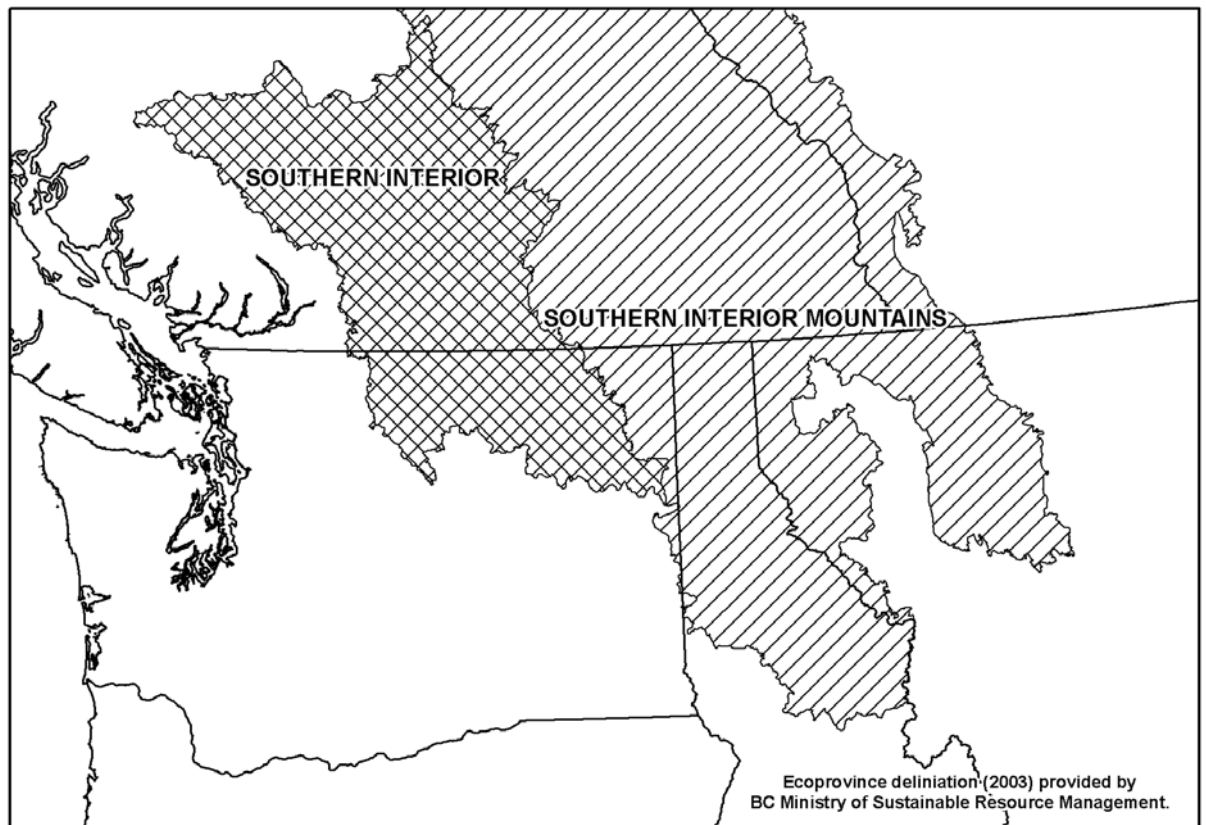 SOUTHERN INTERIOR
SOUTHERN INTERIOR MOUNTAINS
Ecoprovince deliniation (2003) provided by
BC Ministry of Sustainable Resource Management.